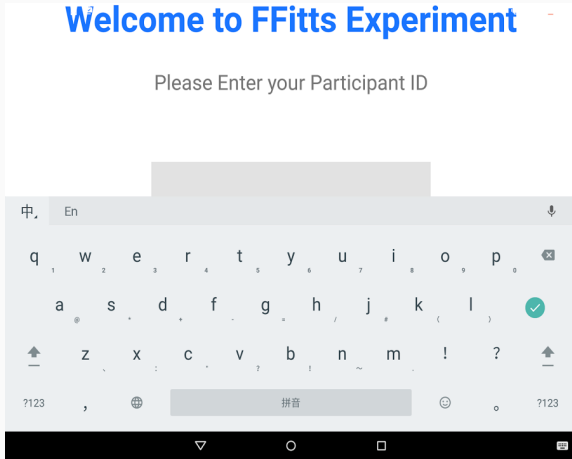 Welcome to FFitts Experiment
Please Enter your Participant ID
中 En
q w e r t y u i o p
1 2 3 4 5 6 7 8 9 0
a s d f g h j k l
@ * + - = / # ( )
z x c v b n m ! ?
: ? ! ~ .
?123 , 拼音 。 ?123